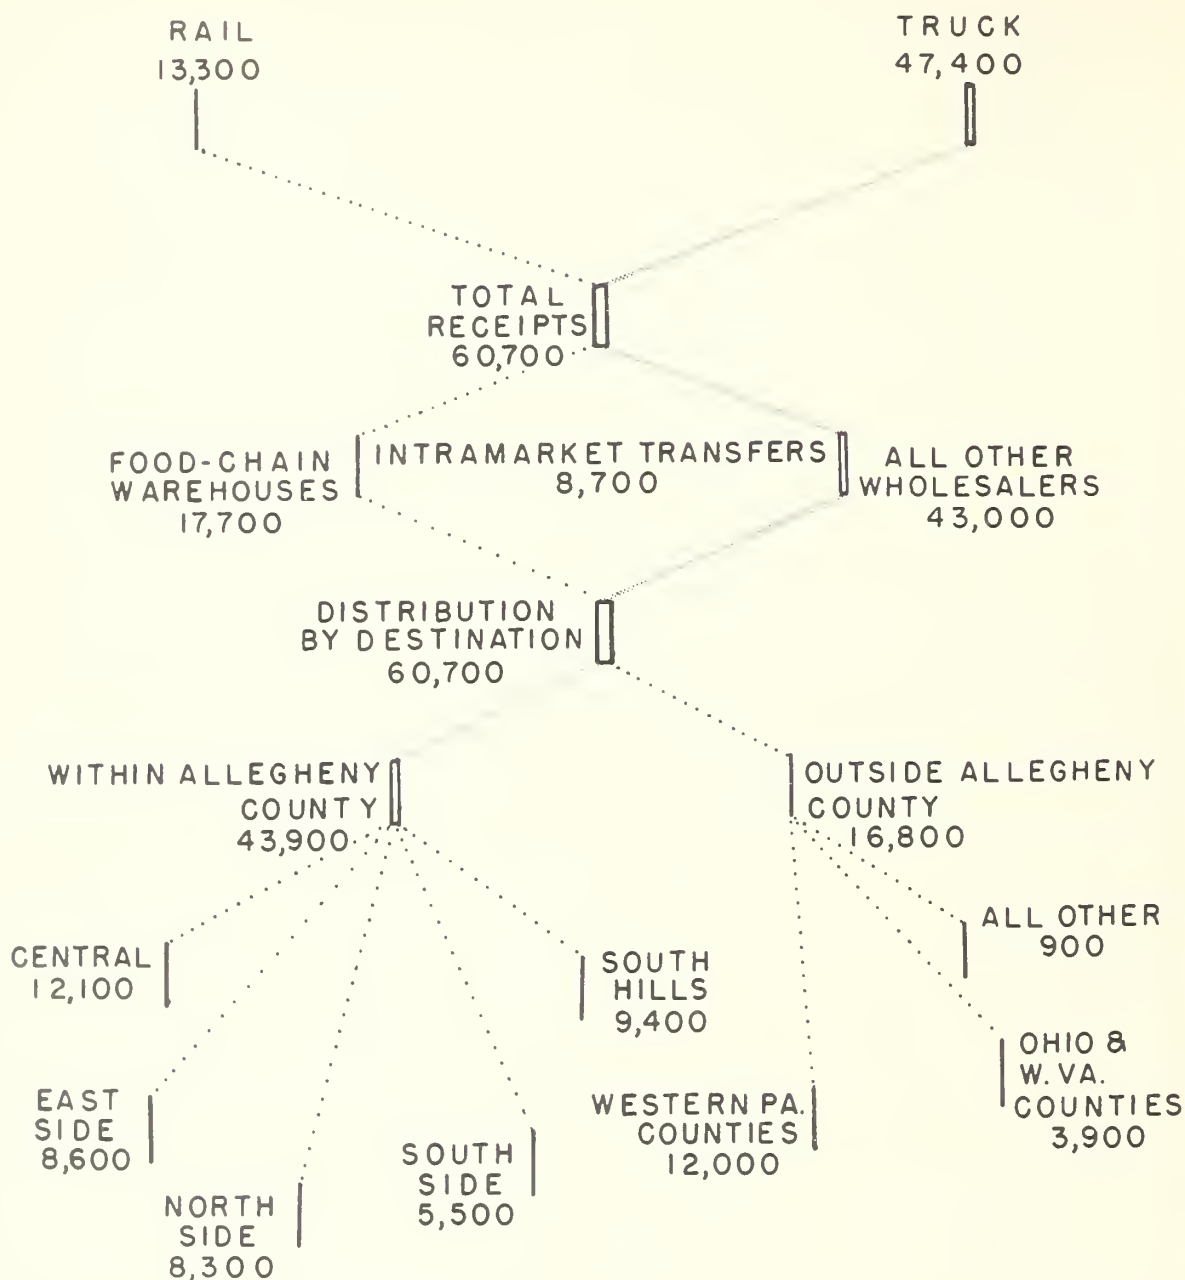 RAIL
13,300
TRUCK
47,400
TOTAL
RECEIPTS
60,700
FOOD-CHAIN
WAREHOUSES
17,700
INTRAMARKET TRANSFERS
8,700
ALL OTHER
WHOLESALERS
43,000
DISTRIBUTION
BY DESTINATION
60,700
WITHIN ALLEGHENY
COUNTY
43,900
OUTSIDE ALLEGHENY
COUNTY
16,800
CENTRAL
12,100
EAST
SIDE
8,600
NORTH
SIDE
8,300
SOUTH
SIDE
5,500
SOUTH
HILLS
9,400
WESTERN PA.
COUNTIES
12,000
ALL OTHER
900
OHIO &
W. VA.
COUNTIES
3,900